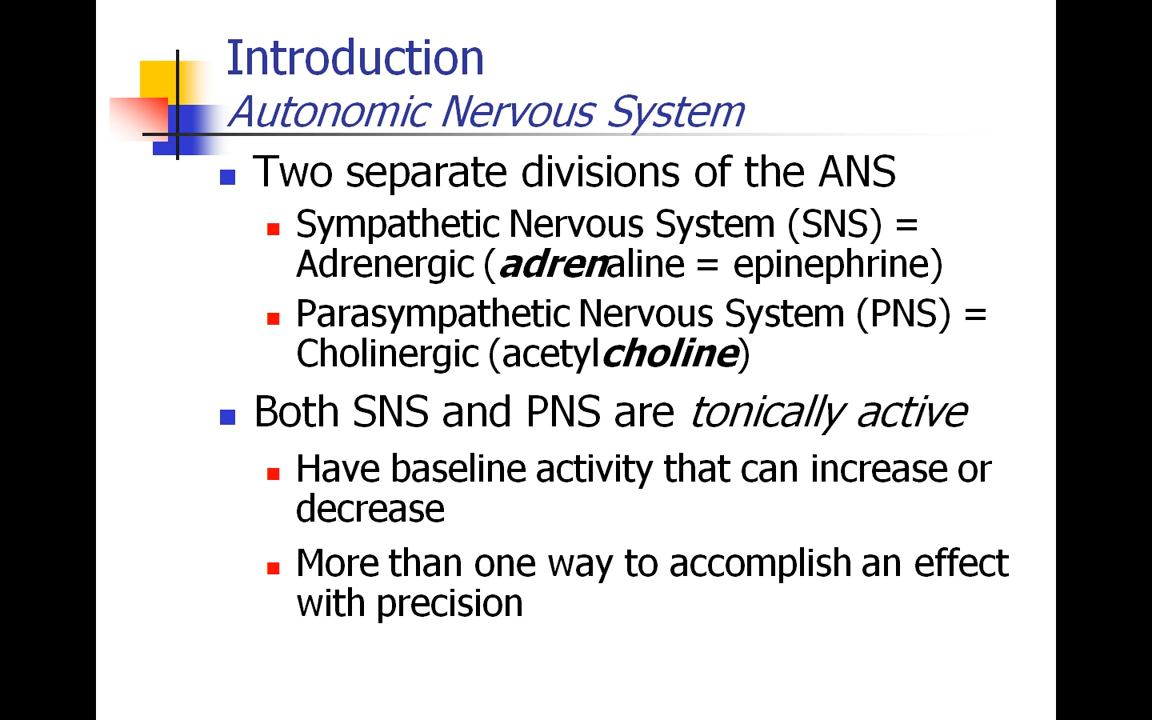 Introduction
Autonomic Nervous System
Two separate divisions of the ANS
Sympathetic Nervous System (SNS) =
Adrenergic (adrenaline = epinephrine)
Parasympathetic Nervous System (PNS) =
Cholinergic (acetylcholine)
Both SNS and PNS are tonically active
Have baseline activity that can increase or
decrease
More than one way to accomplish an effect
with precision